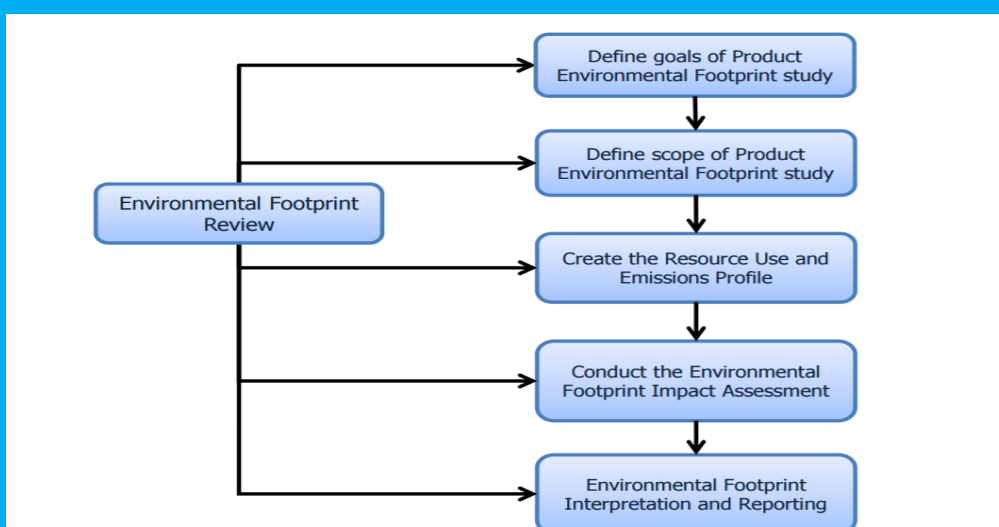 Define goals of Product
Environmental Footprint study
Define scope of Product
Environmental Footprint study
Environmental Footprint
Review
Create the Resource Use and
Emissions Profile
Conduct the Environmental
Footprint Impact Assessment
Environmental Footprint
Interpretation and Reporting